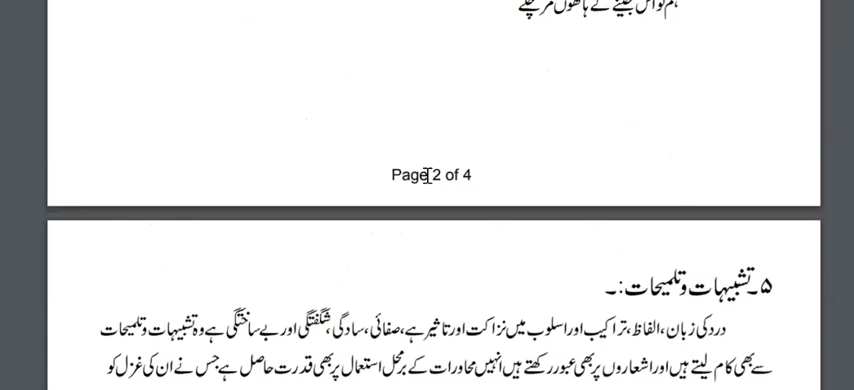 ہم تو اس جینے کے ہاتھوں مر چلے
Page 2 of 4
۵۔ تشبیہات و تلمیحات:۔
درد کی زبان، الفاظ، تراکیب اور اسلوب میں نزاکت اور تاثیر ہے، صفائی، سادگی، شگفتگی اور بے ساختگی ہے وہ تشبیہات و تلمیحات
سے بھی کام لیتے ہیں اور اشعاروں پر بھی عبور رکھتے ہیں انہیں محاورات کے برمحل استعمال پر بھی قدرت حاصل ہے جس نے ان کی غزل کو